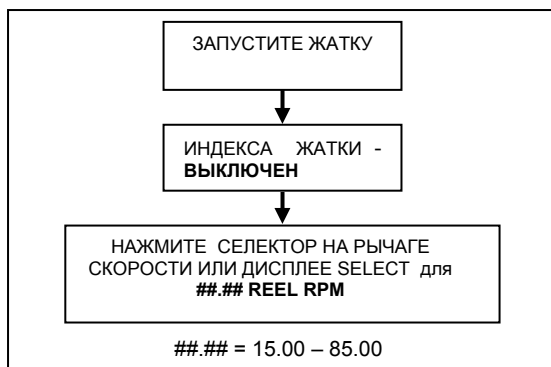 ЗАПУСТИТЕ ЖАТКУ
ИНДЕКСА ЖАТКИ -
ВЫКЛЮЧЕН
НАЖМИТЕ СЕЛЕКТОР НА РЫЧАГЕ
СКОРОСТИ ИЛИ ДИСПЛЕЕ SELECT для
##.## REEL RPM
##.## = 15.00 – 85.00